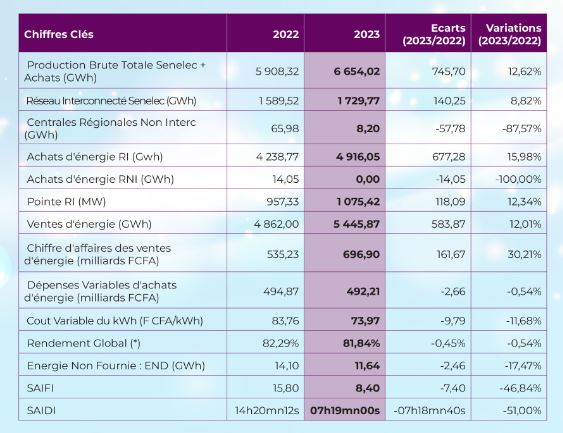 Chiffres Clés 2022 2023 Ecarts (2023/2022) Variations (2023/2022)
Production Brute Totale Senelec + Achats (GWh) 5 908,32 6 654,02 745,70 12,62%
Réseau Interconnecté Senelec (GWh) 1 589,52 1 729,77 140,25 8,82%
Centrales Régionales Non Interc (GWh) 65,98 8,20 -57,78 -87,57%
Achats d'énergie RI (Gwh) 4 238,77 4 916,05 677,28 15,98%
Achats d'énergie RNI (GWh) 14,05 0,00 -14,05 -100,00%
Pointe RI (MW) 957,33 1 075,42 118,09 12,34%
Ventes d'énergie (GWh) 4 862,00 5 445,87 583,87 12,01%
Chiffre d'affaires des ventes d'énergie (milliards FCFA) 535,23 696,90 161,67 30,21%
Dépenses Variables d'achats d'énergie (milliards FCFA) 494,87 492,21 -2,66 -0,54%
Cout Variable du kWh (F CFA/kWh) 83,76 73,97 -9,79 -11,68%
Rendement Global (*) 82,29% 81,84% -0,45% -0,54%
Energie Non Fournie : END (GWh) 14,10 11,64 -2,46 -17,47%
SAIFI 15,80 8,40 -7,40 -46,84%
SAIDI 14h20mn12s 07h19mn00s -07h18mn40s -51,00%